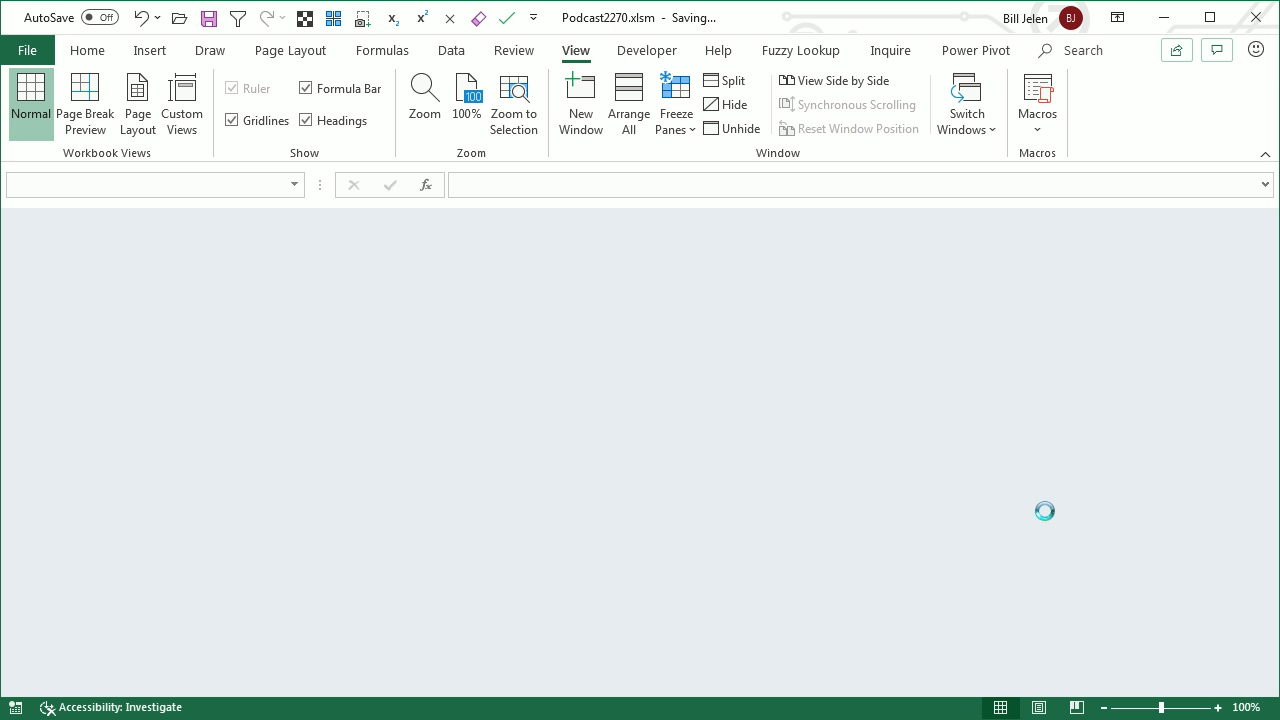 AutoSave Off Podcast2270.xlsm - Saving... Bill Jelen BJ
File Home Insert Draw Page Layout Formulas Data Review View Developer Help Fuzzy Lookup Inquire Power Pivot Search
Normal
Page Break
Preview
Page
Layout
Custom
Views
Workbook Views
Ruler
Formula Bar
Gridlines
Headings
Show
Zoom
100
100%
Zoom to
Selection
Zoom
New
Window
Arrange
All
Freeze
Panes
Split
Hide
Unhide
View Side by Side
Synchronous Scrolling
Reset Window Position
Switch
Windows
Window
Macros
Macros
fx
Accessibility: Investigate
100%